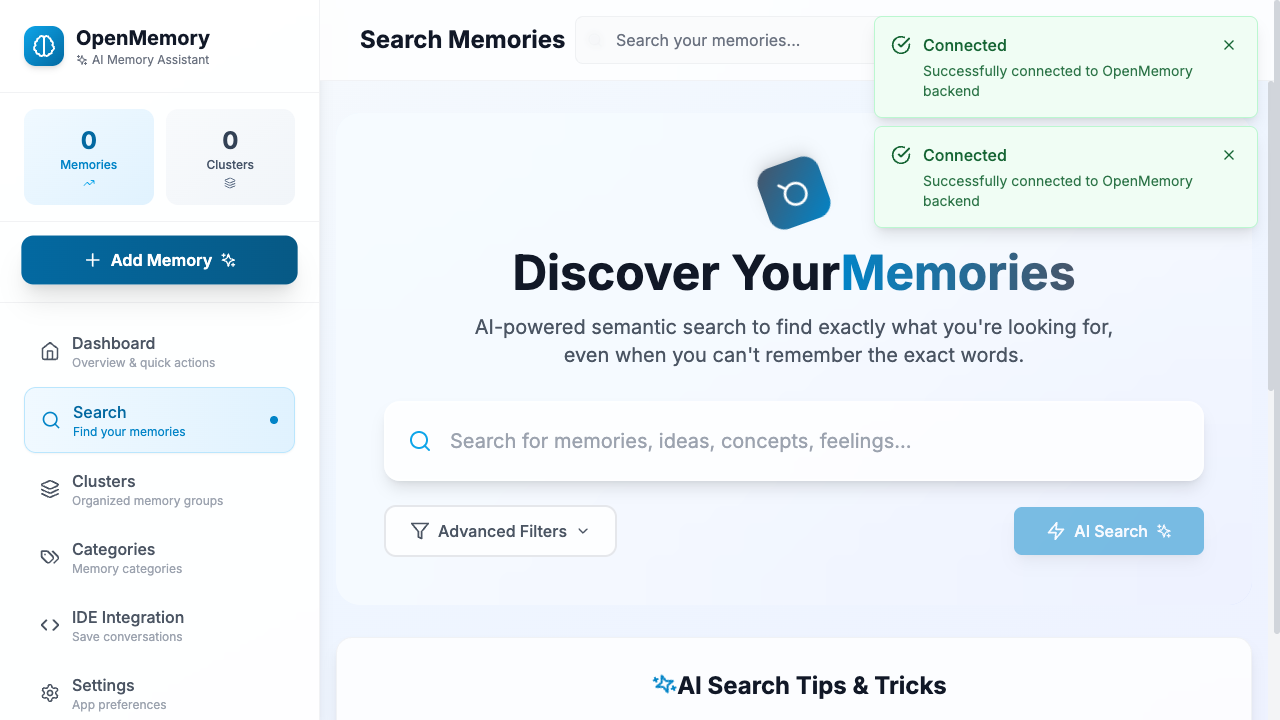 OpenMemory
AI Memory Assistant
0
Memories
0
Clusters
Add Memory
Dashboard
Overview & quick actions
Search
Find your memories
Clusters
Organized memory groups
Categories
Memory categories
IDE Integration
Save conversations
Settings
App preferences
Search Memories
Search your memories...
Connected
Successfully connected to OpenMemory
backend
Connected
Successfully connected to OpenMemory
backend
Discover YourMemories
AI-powered semantic search to find exactly what you're looking for,
even when you can't remember the exact words.
Search for memories, ideas, concepts, feelings...
Advanced Filters
AI Search
AI Search Tips & Tricks